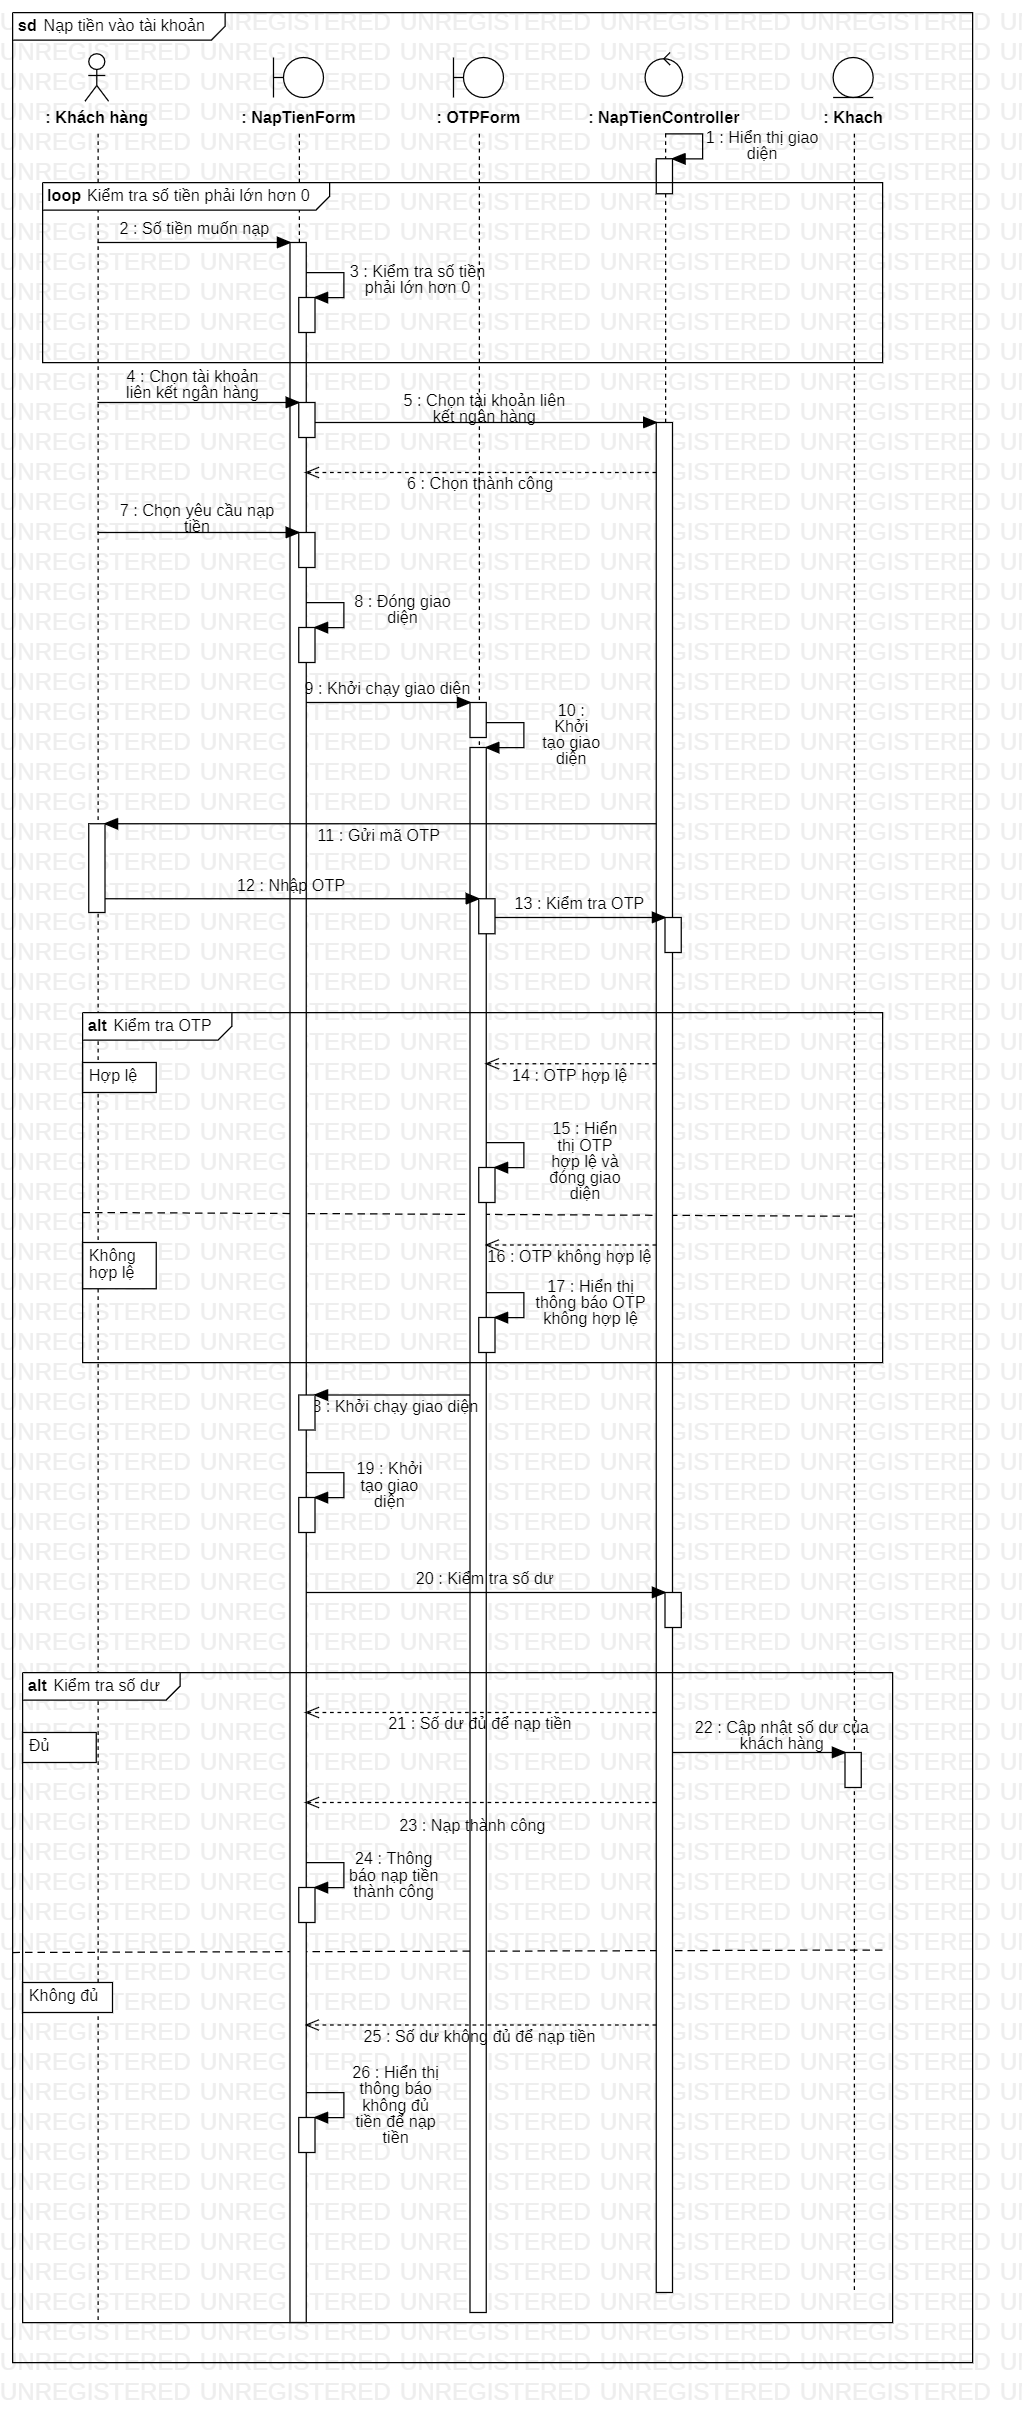 sd Nạp tiền vào tài khoản
: Khách hàng
: NapTienForm
: OTPForm
: NapTienController
: Khach
1 : Hiển thị giao
diện
loop Kiểm tra số tiền phải lớn hơn 0
2 : Số tiền muốn nạp
3 : Kiểm tra số tiền
phải lớn hơn 0
4 : Chọn tài khoản
liên kết ngân hàng
5 : Chọn tài khoản liên
kết ngân hàng
6 : Chọn thành công
7 : Chọn yêu cầu nạp
tiền
8 : Đóng giao
diện
9 : Khởi chạy giao diện
10 :
Khởi
tạo giao
diện
11 : Gửi mã OTP
12 : Nhập OTP
13 : Kiểm tra OTP
alt Kiểm tra OTP
14 : OTP hợp lệ
Hợp lệ
15 : Hiển
thị OTP
hợp lệ và
đóng giao
diện
Không
hợp lệ
16 : OTP không hợp lệ
17 : Hiển thị
thông báo OTP
không hợp lệ
8 : Khởi chạy giao diện
19 : Khởi
tạo giao
diện
20 : Kiểm tra số dư
alt Kiểm tra số dư
21 : Số dư đủ để nạp tiền
22 : Cập nhật số dư của
khách hàng
Đủ
23 : Nạp thành công
24 : Thông
báo nạp tiền
thành công
Không đủ
25 : Số dư không đủ để nạp tiền
26 : Hiển thị
thông báo
không đủ
tiền để nạp
tiền
UNREGISTERED